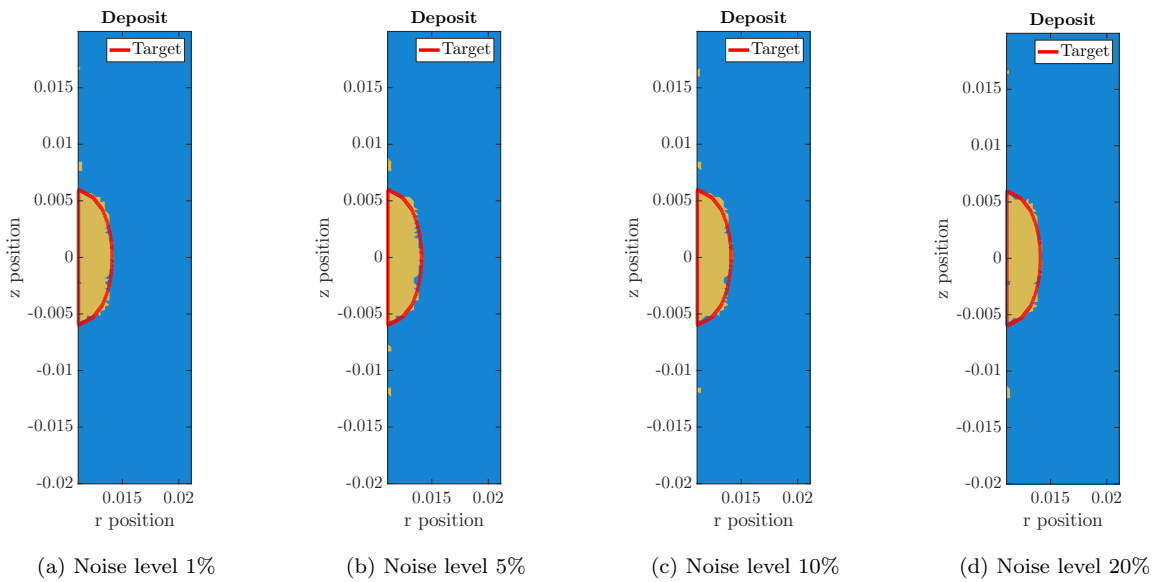 Deposit
Target
0.015
0.01
0.005
0
-0.005
-0.01
-0.015
-0.02
z position
0.015 0.02
r position
(a) Noise level 1%
Deposit
Target
0.015
0.01
0.005
0
-0.005
-0.01
-0.015
-0.02
z position
0.015 0.02
r position
(b) Noise level 5%
Deposit
Target
0.015
0.01
0.005
0
-0.005
-0.01
-0.015
-0.02
z position
0.015 0.02
r position
(c) Noise level 10%
Deposit
Target
0.015
0.01
0.005
0
-0.005
-0.01
-0.015
-0.02
z position
0.015 0.02
r position
(d) Noise level 20%